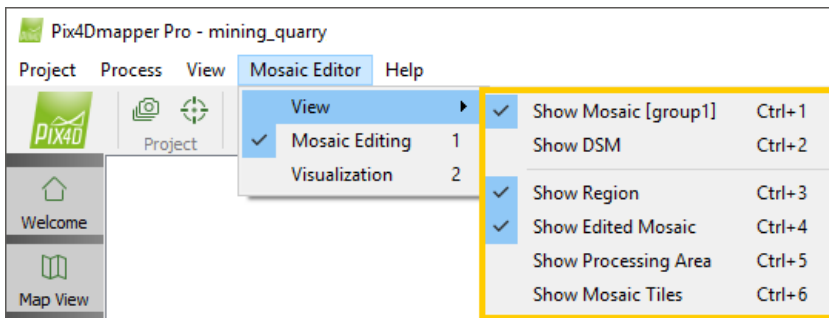 Pix4Dmapper Pro - mining_quarry
Project Process View Mosaic Editor Help
PIX4D
Project
View
Mosaic Editing 1
Visualization 2
Show Mosaic [group1] Ctrl+1
Show DSM Ctrl+2
Show Region Ctrl+3
Show Edited Mosaic Ctrl+4
Show Processing Area Ctrl+5
Show Mosaic Tiles Ctrl+6
Welcome
Map View